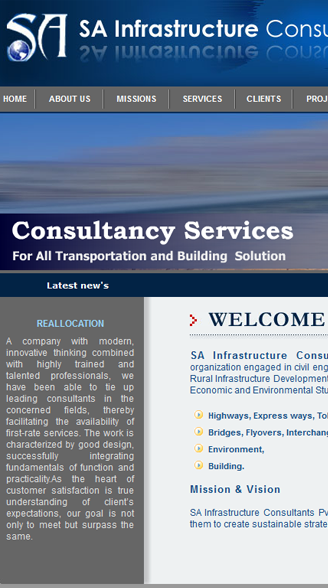 SA
SA Infrastructure Consu
HOME
ABOUT US
MISSIONS
SERVICES
CLIENTS
PROJ
Consultancy Services
For All Transportation and Building Solution
Latest new's
REALLOCATION
A company with modern,
innovative thinking combined
with highly trained and
talented professionals, we
have been able to tie up
leading consultants in the
concerned fields, thereby
facilitating the availability of
first-rate services. The work is
characterized by good design,
successfully integrating
fundamentals of function and
practicality.As the heart of
customer satisfaction is true
understanding of client's
expectations, our goal is not
only to meet but surpass the
same.
WELCOME
SA Infrastructure Consu
organization engaged in civil eng
Rural Infrastructure Development
Economic and Environmental Stu
Highways, Express ways, Tol
Bridges, Flyovers, Interchang
Environment,
Building.
Mission & Vision
SA Infrastructure Consultants Pv
them to create sustainable strate